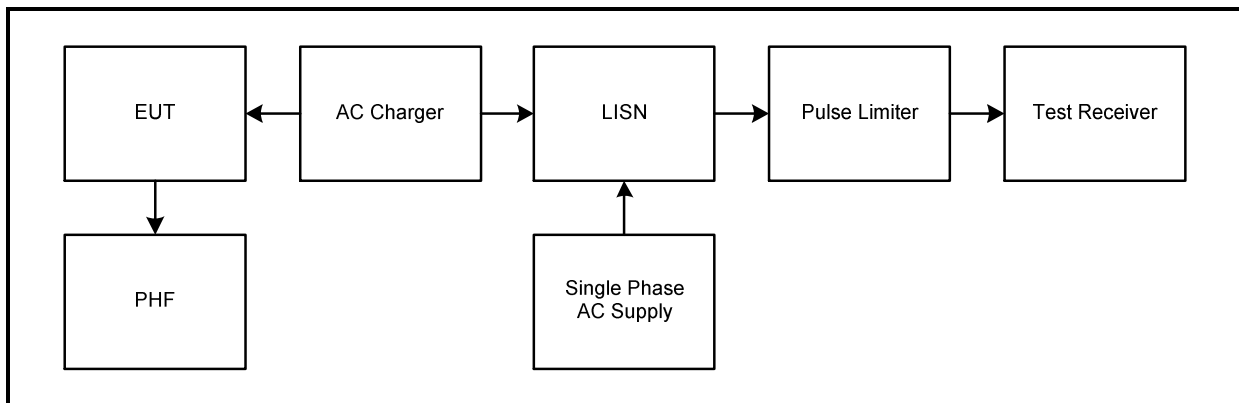 EUT
AC Charger
LISN
Pulse Limiter
Test Receiver
PHF
Single Phase
AC Supply